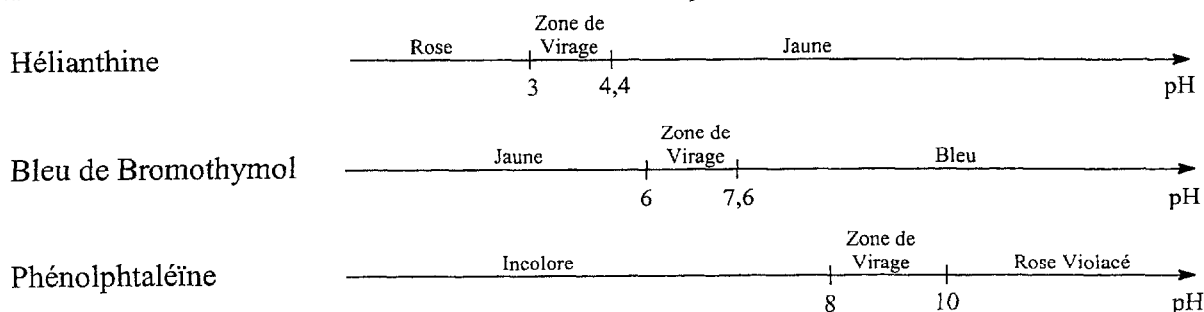 Zone de
Rose Virage Jaune
Hélianthine
3 4,4 pH
Zone de
Jaune Virage Bleu
Bleu de Bromothymol
6 7,6 pH
Zone de
Incolore Virage Rose Violacé
Phénolphtaléïne
8 10 pH